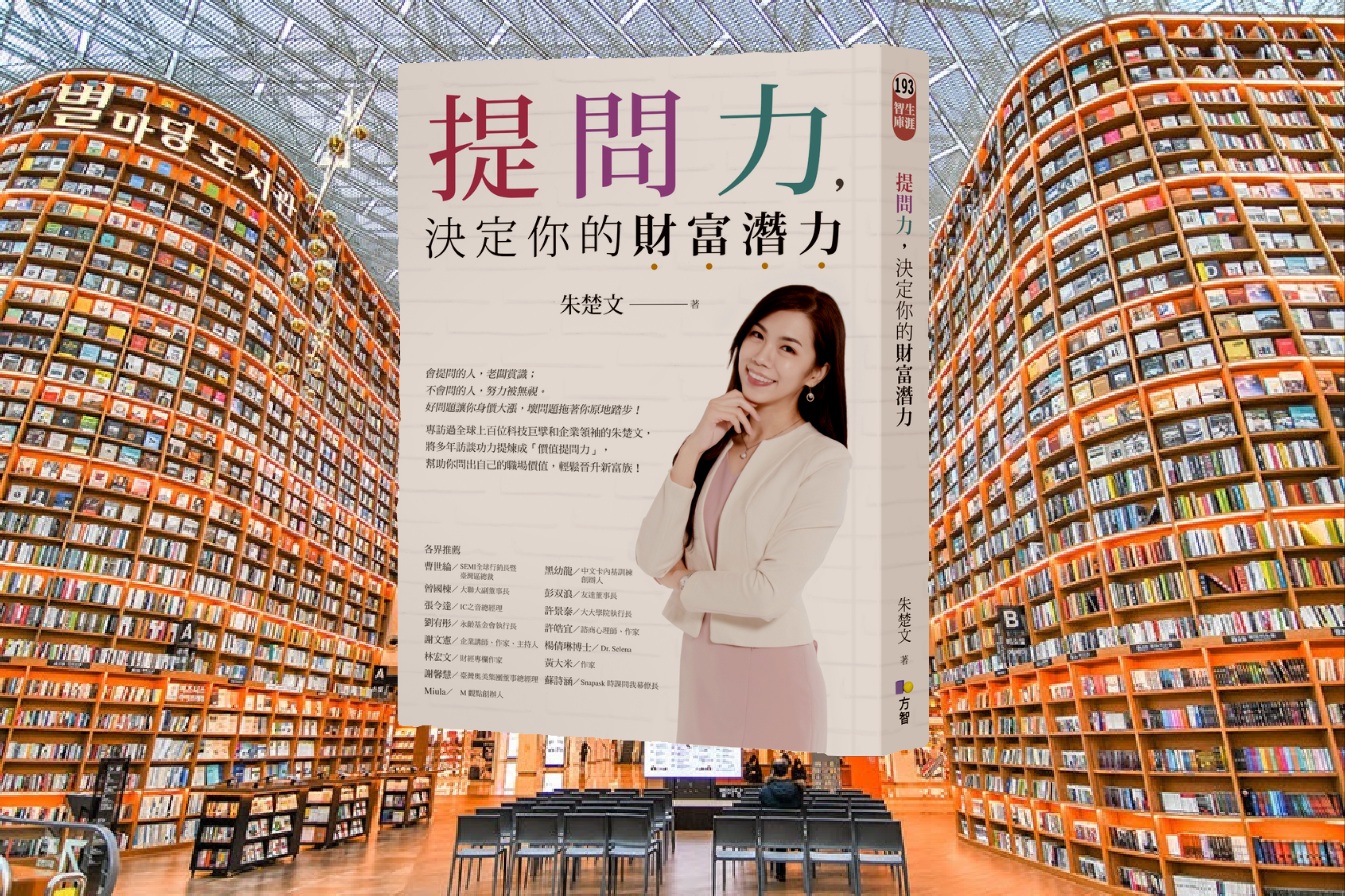 별마당 도서관
提問力,
決定你的財富潛力
朱楚文——著
會提問的人,老闆賞識;
不會問的人,努力被無視。
好問題讓你身價大漲,壞問題拖著你原地踏步!
專訪過全球上百位科技巨擘和企業領袖的朱楚文,
將多年訪談功力提煉成「價值提問力」,
幫助你問出自己的職場價值,輕鬆晉升新富族!
各界推薦
曹世綸/SEMI全球行銷長暨
臺灣區總裁
曾國棟/大聯大副董事長
張令達/IC之音總經理
劉宥彤/永齡基金會執行長
謝文憲/企業講師、作家、主持人
林宏文/財經專欄作家
謝馨慧/臺灣奧美集團董事總經理
Miula/ M觀點創辦人
黑幼龍/中文卡內基訓練
創辦人
彭双浪/友達董事長
許景泰/大大學院執行長
許皓宜/諮商心理師、作家
楊倩琳博士/Dr. Selena
黃大米/作家
蘇詩涵/Snapask 時課問我幕僚長
193
生涯
智庫
提問力,決定你的財富潛力
朱楚文 著
方智
A
A
B